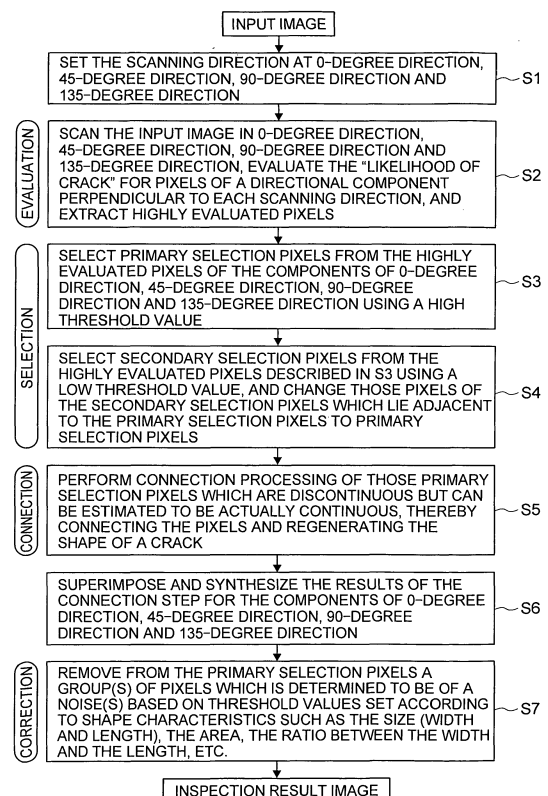 INPUT IMAGE
SET THE SCANNING DIRECTION AT 0-DEGREE DIRECTION,
45-DEGREE DIRECTION, 90-DEGREE DIRECTION AND
135-DEGREE DIRECTION
S1
EVALUATION
SCAN THE INPUT IMAGE IN 0-DEGREE DIRECTION,
45-DEGREE DIRECTION, 90-DEGREE DIRECTION AND
135-DEGREE DIRECTION, EVALUATE THE "LIKELIHOOD OF
CRACK" FOR PIXELS OF A DIRECTIONAL COMPONENT
PERPENDICULAR TO EACH SCANNING DIRECTION, AND
EXTRACT HIGHLY EVALUATED PIXELS
S2
SELECTION
SELECT PRIMARY SELECTION PIXELS FROM THE HIGHLY
EVALUATED PIXELS OF THE COMPONENTS OF 0-DEGREE
DIRECTION, 45-DEGREE DIRECTION, 90-DEGREE
DIRECTION AND 135-DEGREE DIRECTION USING A HIGH
THRESHOLD VALUE
S3
SELECT SECONDARY SELECTION PIXELS FROM THE
HIGHLY EVALUATED PIXELS DESCRIBED IN S3 USING A
LOW THRESHOLD VALUE, AND CHANGE THOSE PIXELS OF
THE SECONDARY SELECTION PIXELS WHICH LIE ADJACENT
TO THE PRIMARY SELECTION PIXELS TO PRIMARY
SELECTION PIXELS
S4
CONNECTION
PERFORM CONNECTION PROCESSING OF THOSE PRIMARY
SELECTION PIXELS WHICH ARE DISCONTINUOUS BUT CAN
BE ESTIMATED TO BE ACTUALLY CONTINUOUS, THEREBY
CONNECTING THE PIXELS AND REGENERATING THE
SHAPE OF A CRACK
S5
SUPERIMPOSE AND SYNTHESIZE THE RESULTS OF THE
CONNECTION STEP FOR THE COMPONENTS OF 0-DEGREE
DIRECTION, 45-DEGREE DIRECTION, 90-DEGREE
DIRECTION AND 135-DEGREE DIRECTION
S6
CORRECTION
REMOVE FROM THE PRIMARY SELECTION PIXELS A
GROUP(S) OF PIXELS WHICH IS DETERMINED TO BE OF A
NOISE(S) BASED ON THRESHOLD VALUES SET ACCORDING
TO SHAPE CHARACTERISTICS SUCH AS THE SIZE (WIDTH
AND LENGTH), THE AREA, THE RATIO BETWEEN THE WIDTH
AND THE LENGTH, ETC.
S7
INSPECTION RESULT IMAGE